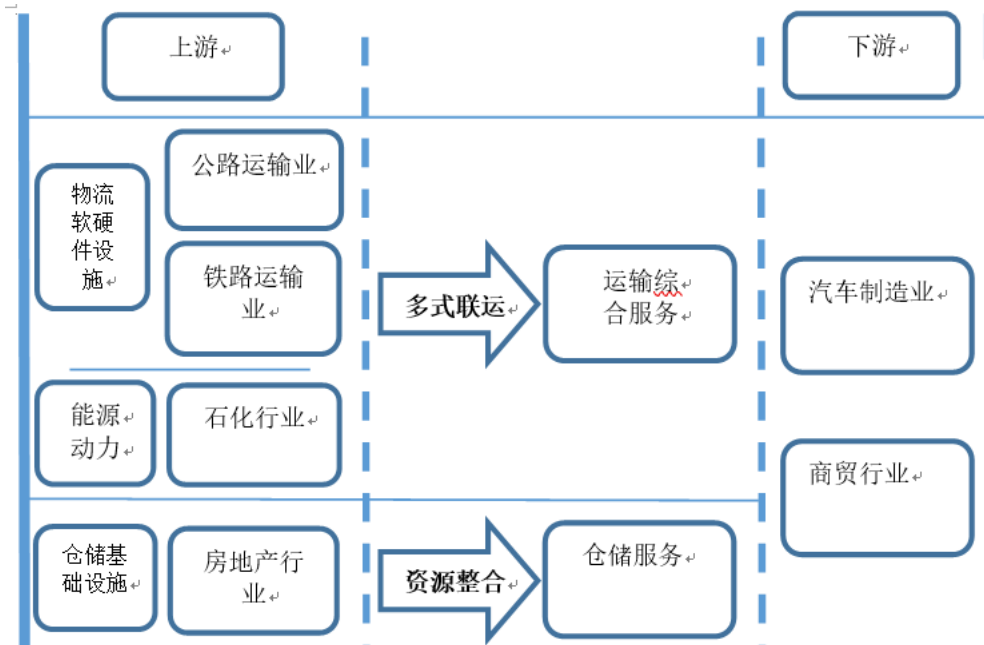 上游
下游
公路运输业
物流
软硬
件设
施
铁路运输
业
多式联运
运输综
合服务
汽车制造业
能源
动力
石化行业
商贸行业
仓储基
础设施
房地产行
业
资源整合
仓储服务